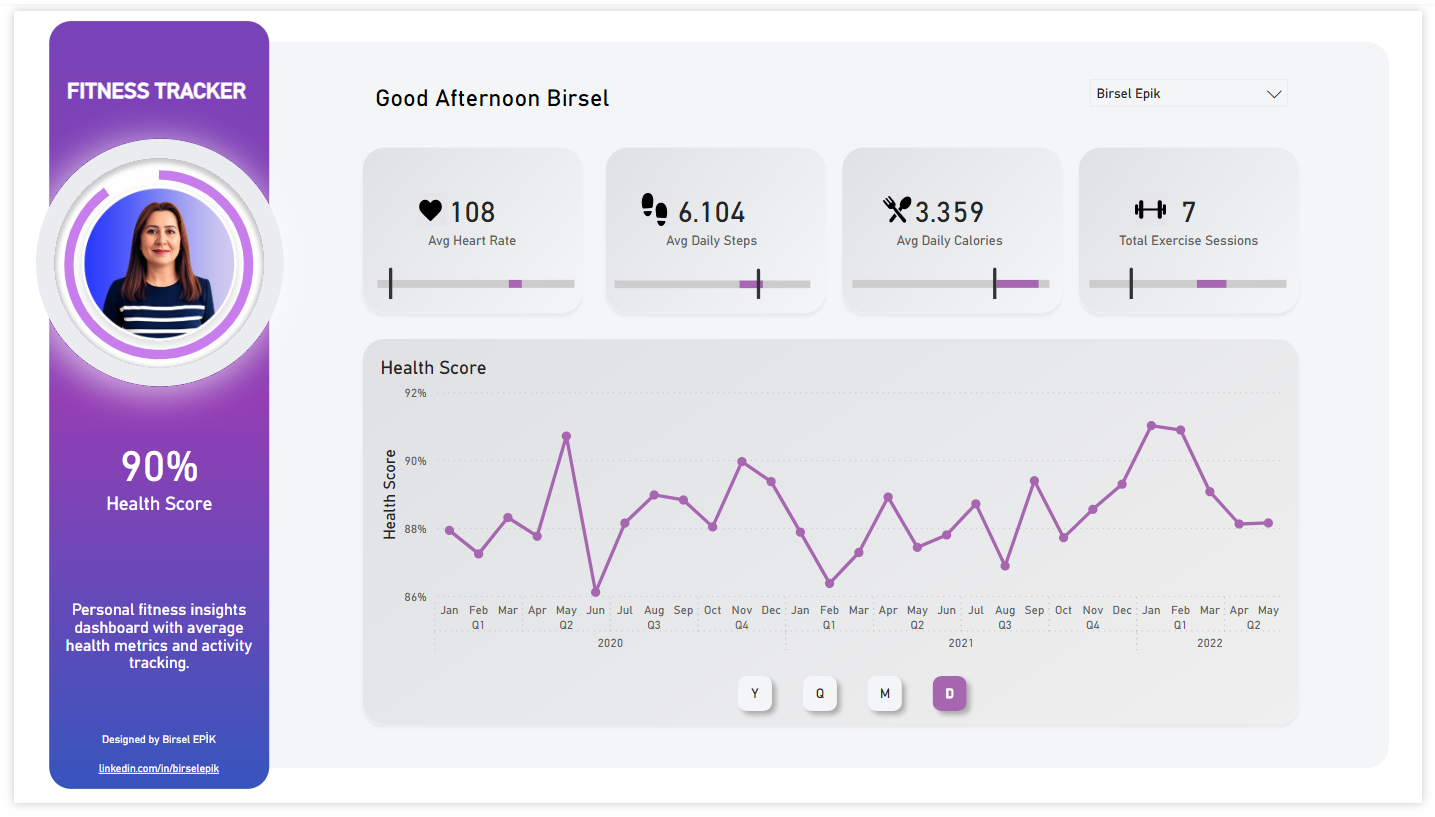 FITNESS TRACKER
90%
Health Score
Personal fitness insights
dashboard with average
health metrics and activity
tracking.
Designed by Birsel EPİK
linkedin.com/in/birselepik
Good Afternoon Birsel
Birsel Epik
108
Avg Heart Rate
6.104
Avg Daily Steps
3.359
Avg Daily Calories
7
Total Exercise Sessions
Health Score
Health Score
92%
90%
88%
86%
Jan Feb Mar Apr May Jun Jul Aug Sep Oct Nov Dec Jan Feb Mar Apr May Jun Jul Aug Sep Oct Nov Dec Jan Feb Mar Apr May
Q1 Q2 Q3 Q4 Q1 Q2 Q3 Q4 Q1 Q2
2020 2021 2022
Y Q M D